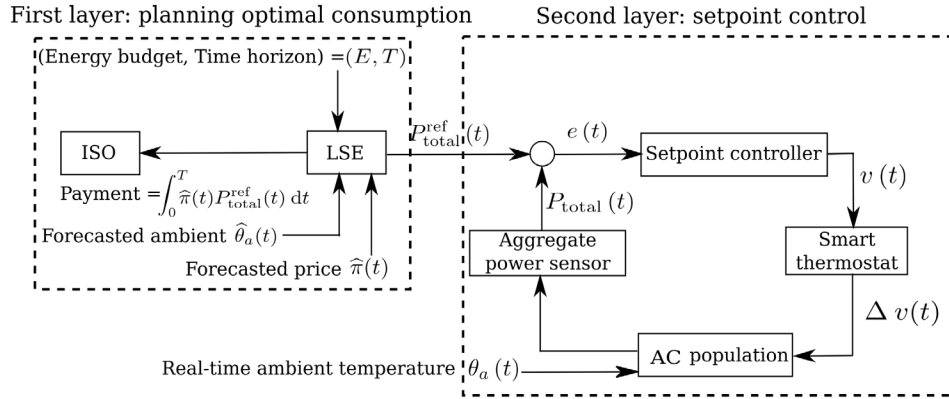 First layer: planning optimal consumption
Second layer: setpoint control
(Energy budget, Time horizon) =(E, T)
ISO
LSE
P_total^ref(t)
e(t)
Setpoint controller
Payment =∫_0^T π̂(t)P_total^ref(t) dt
v(t)
P_total(t)
Forecasted ambient θ̂_a(t)
Aggregate
power sensor
Smart
thermostat
Forecasted price π̂(t)
Δ v(t)
AC population
Real-time ambient temperature θ_a(t)